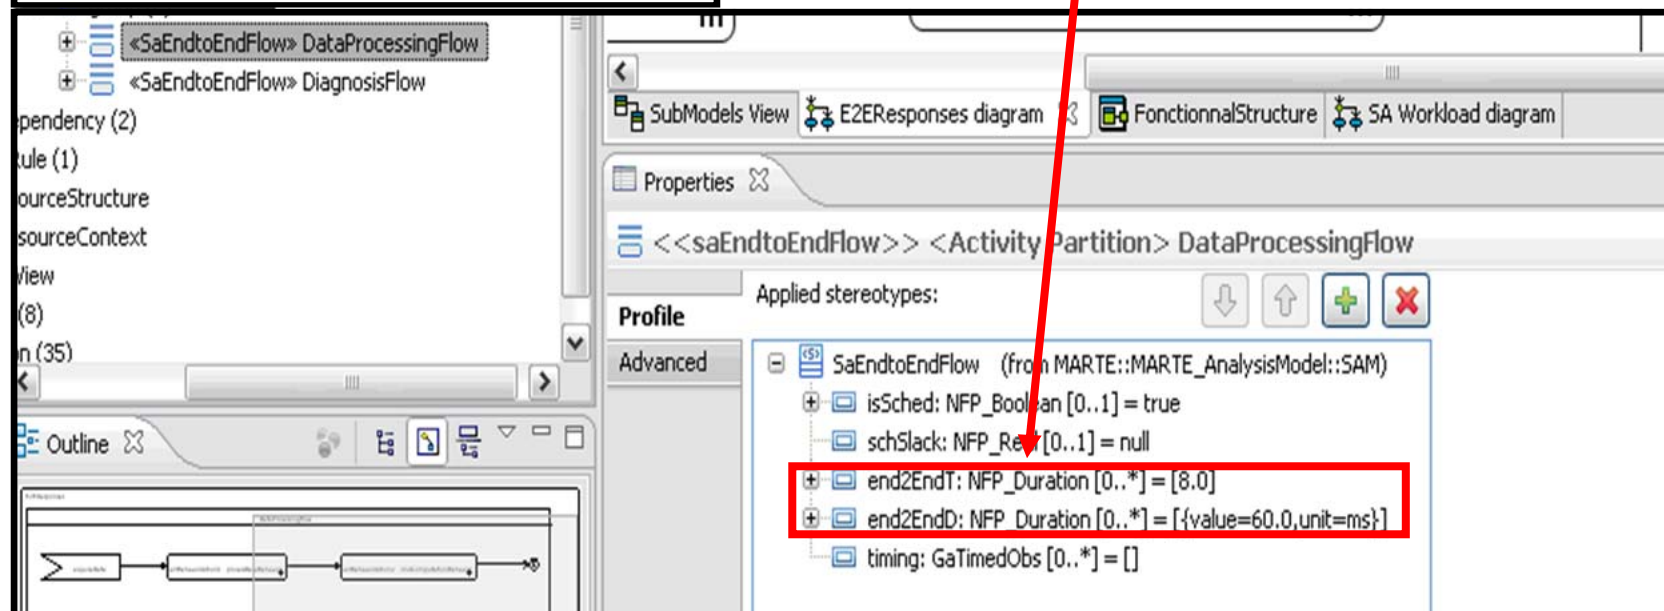 «SaEndtoEndFlow» DataProcessingFlow
«SaEndtoEndFlow» DiagnosisFlow
ependency (2)
ule (1)
ourceStructure
sourceContext
View
(8)
n (35)
Outline
SubModels View
E2EResponses diagram
FonctionnalStructure
SA Workload diagram
Properties
<<saEndtoEndFlow>> <Activity Partition> DataProcessingFlow
Profile
Advanced
Applied stereotypes:
SaEndtoEndFlow (from MARTE::MARTE_AnalysisModel::SAM)
isSched: NFP_Boolean [0..1] = true
schSlack: NFP_Real [0..1] = null
end2EndT: NFP_Duration [0..*] = [8.0]
end2EndD: NFP_Duration [0..*] = [{value=60.0,unit=ms}]
timing: GaTimedObs [0..*] = []